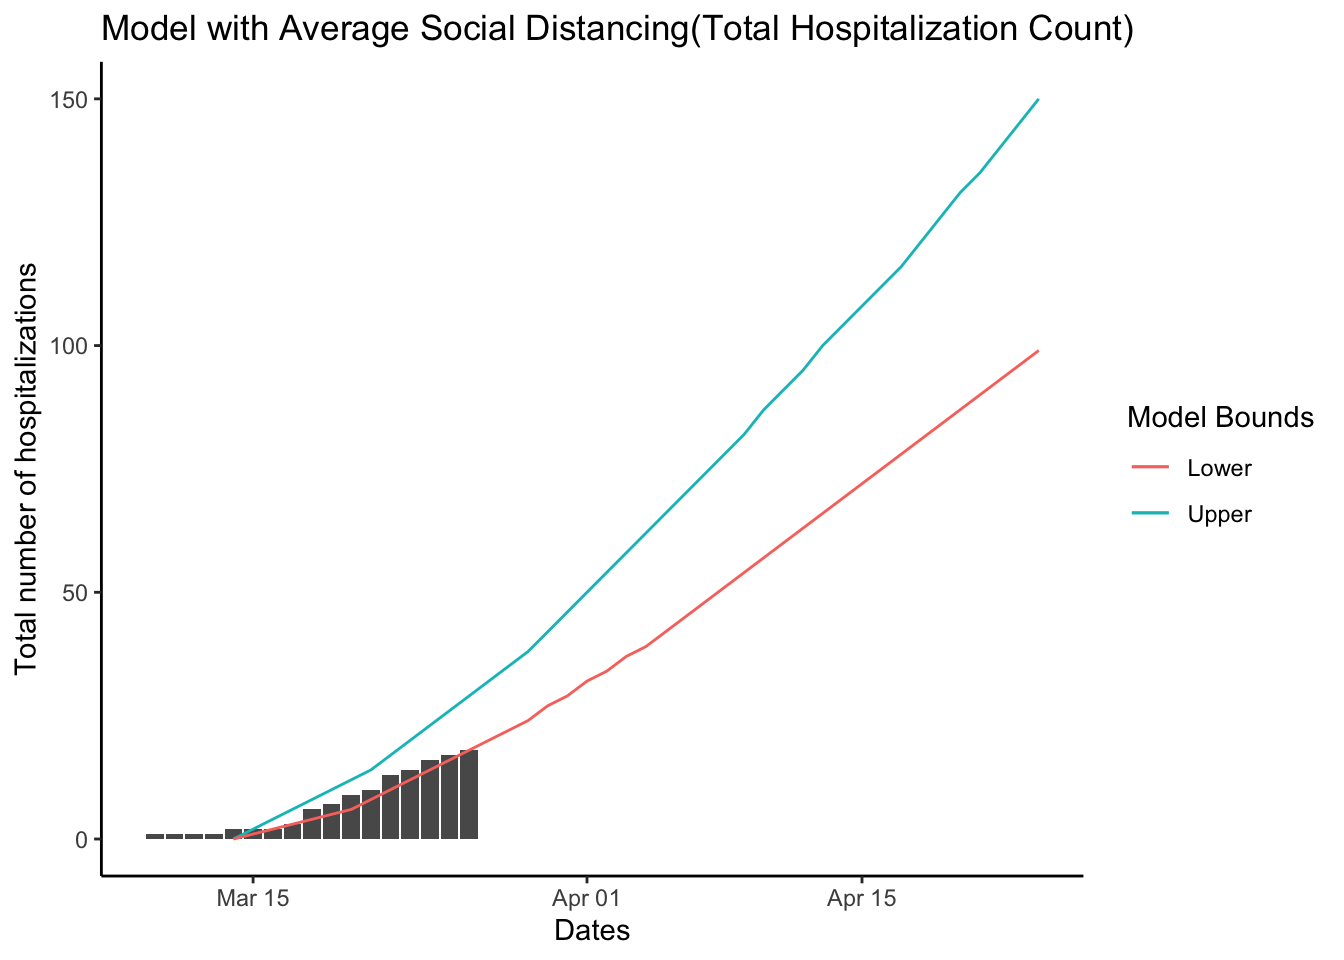 Model with Average Social Distancing(Total Hospitalization Count)
Total number of hospitalizations
150
100
50
0
Mar 15
Apr 01
Apr 15
Dates
Model Bounds
Lower
Upper